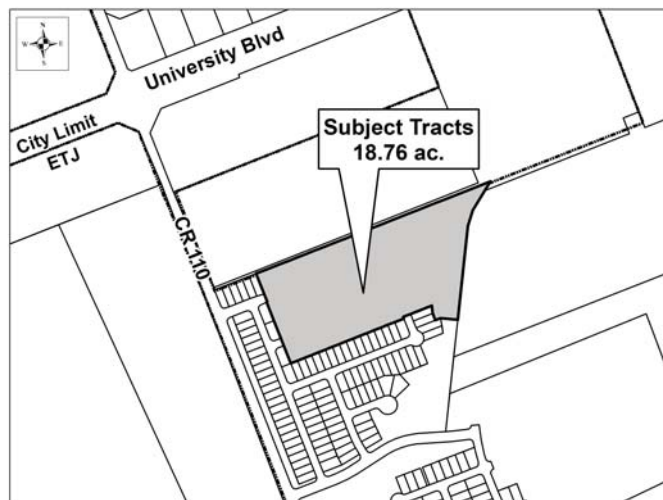 N
W E
S
University Blvd
City Limit
ETJ
Subject Tracts
18.76 ac.
CR 110